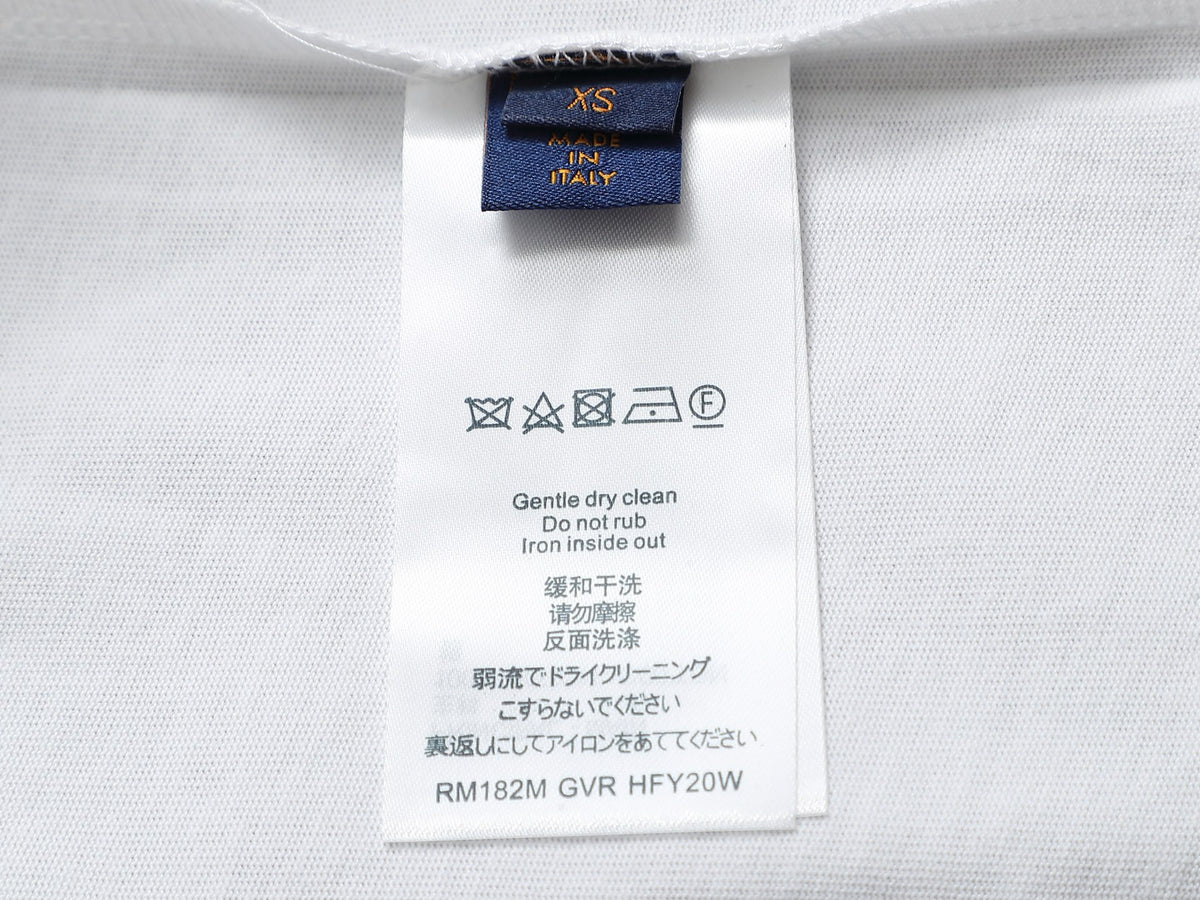 XS
MADE
IN
ITALY
F
Gentle dry clean
Do not rub
Iron inside out
缓和干洗
请勿摩擦
反面洗涤
弱流でドライクリーニング
こすらないでください
裏返しにしてアイロンをあててください
RM182M GVR HFY20W